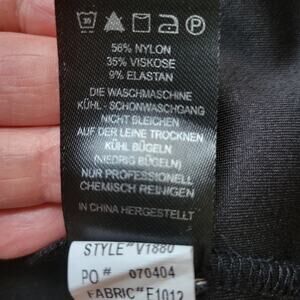 30 P
56% NYLON
35% VISKOSE
9% ELASTAN
DIE WASCHMASCHINE
KÜHL - SCHONWASCHGANG
NICHT BLEICHEN
AUF DER LEINE TROCKNEN
KÜHL BÜGELN
(NIEDRIG BÜGELN)
NUR PROFESSIONELL
CHEMISCH REINIGEN
IN CHINA HERGESTELLT
STYLE" V1880
PO # 070404
FABRIC" F1012